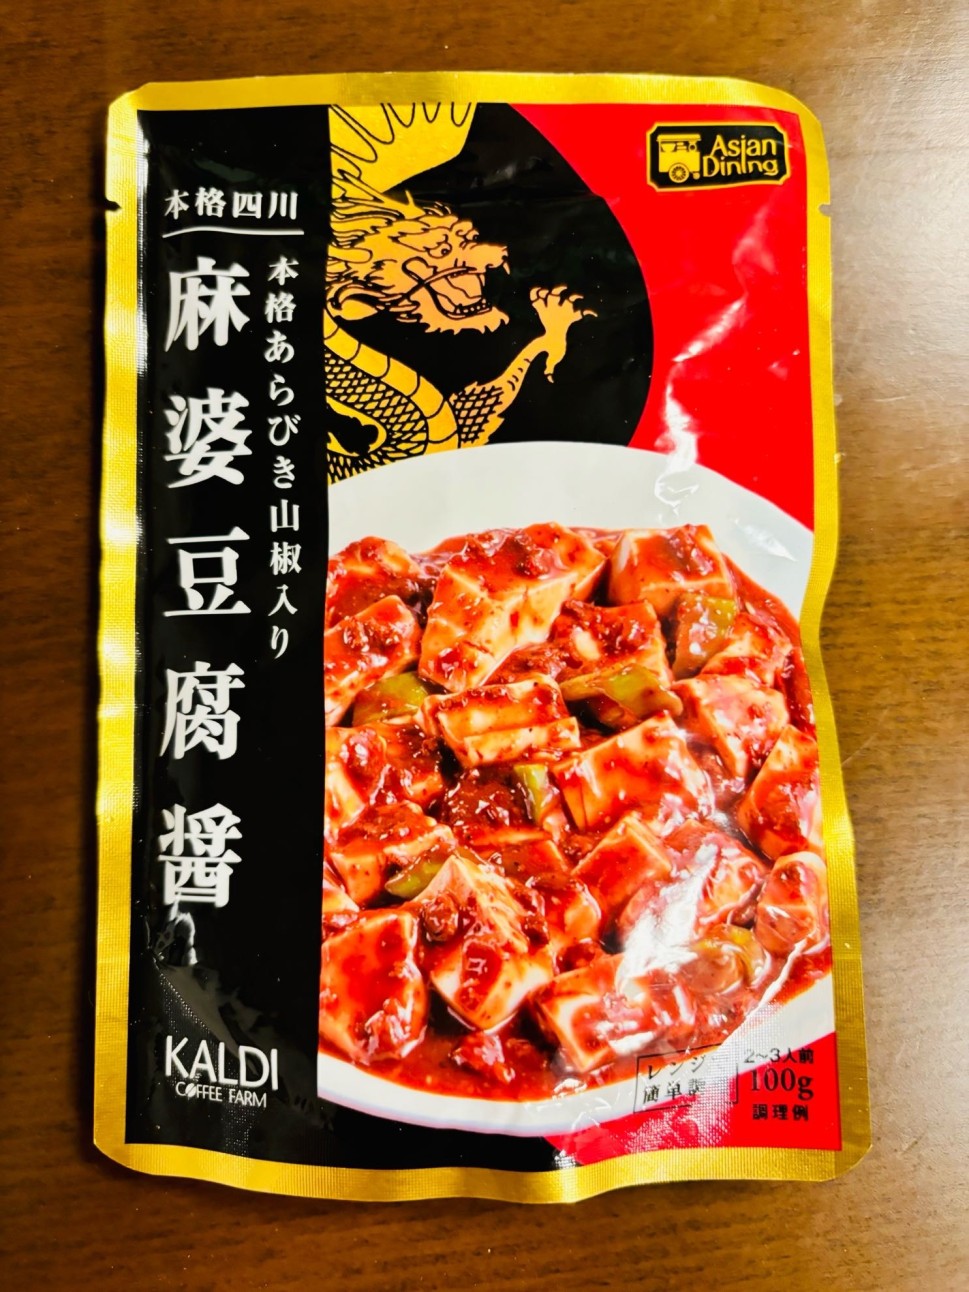 Asian
Dining
本格四川
麻婆豆腐醤
本格あらびき山椒入り
KALDI
COFFEE FARM
レンジ
簡単調
2〜3人前
100g
調理例